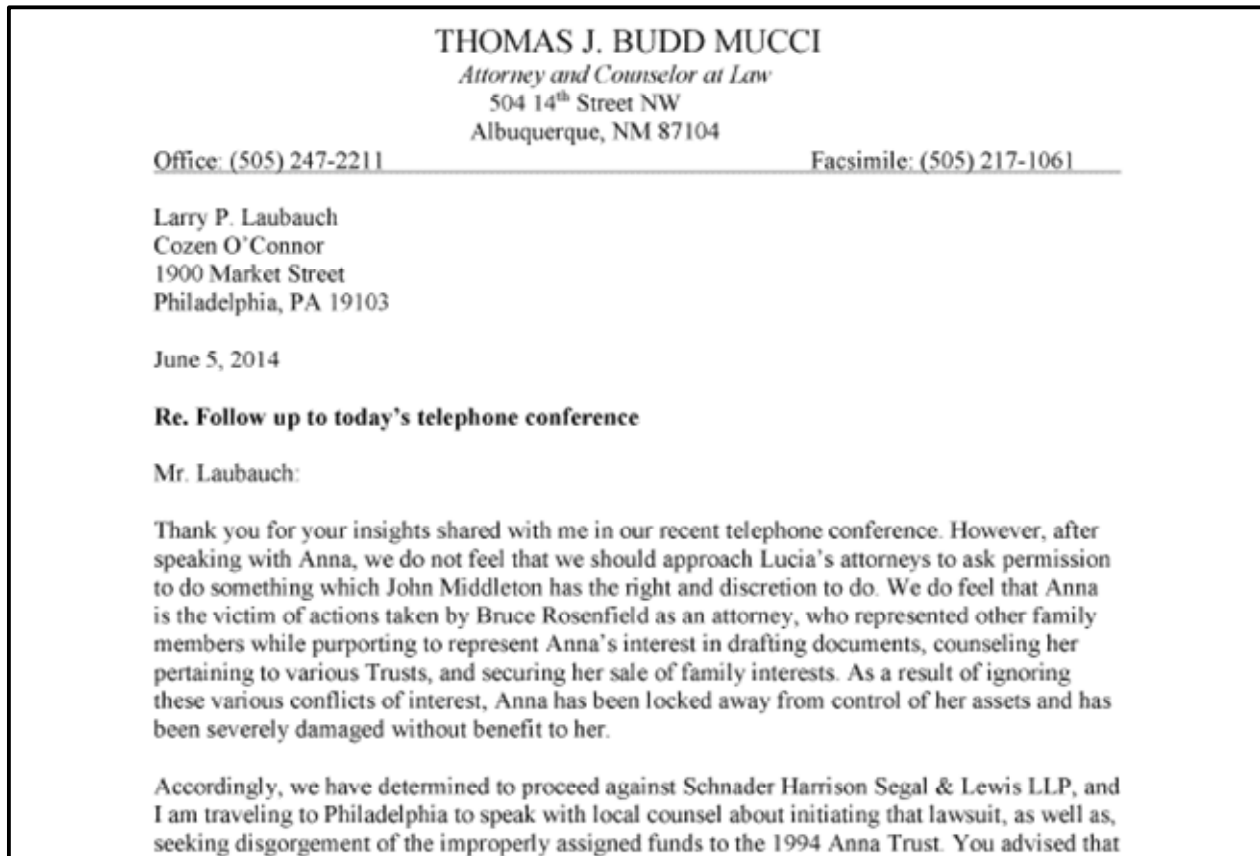 THOMAS J. BUDD MUCCI
Attorney and Counselor at Law
504 14th Street NW
Albuquerque, NM 87104
Office: (505) 247-2211 Facsimile: (505) 217-1061
Larry P. Laubauch
Cozen O'Connor
1900 Market Street
Philadelphia, PA 19103
June 5, 2014
Re. Follow up to today's telephone conference
Mr. Laubauch:
Thank you for your insights shared with me in our recent telephone conference. However, after
speaking with Anna, we do not feel that we should approach Lucia's attorneys to ask permission
to do something which John Middleton has the right and discretion to do. We do feel that Anna
is the victim of actions taken by Bruce Rosenfield as an attorney, who represented other family
members while purporting to represent Anna's interest in drafting documents, counseling her
pertaining to various Trusts, and securing her sale of family interests. As a result of ignoring
these various conflicts of interest, Anna has been locked away from control of her assets and has
been severely damaged without benefit to her.
Accordingly, we have determined to proceed against Schnader Harrison Segal & Lewis LLP, and
I am traveling to Philadelphia to speak with local counsel about initiating that lawsuit, as well as,
seeking disgorgement of the improperly assigned funds to the 1994 Anna Trust. You advised that